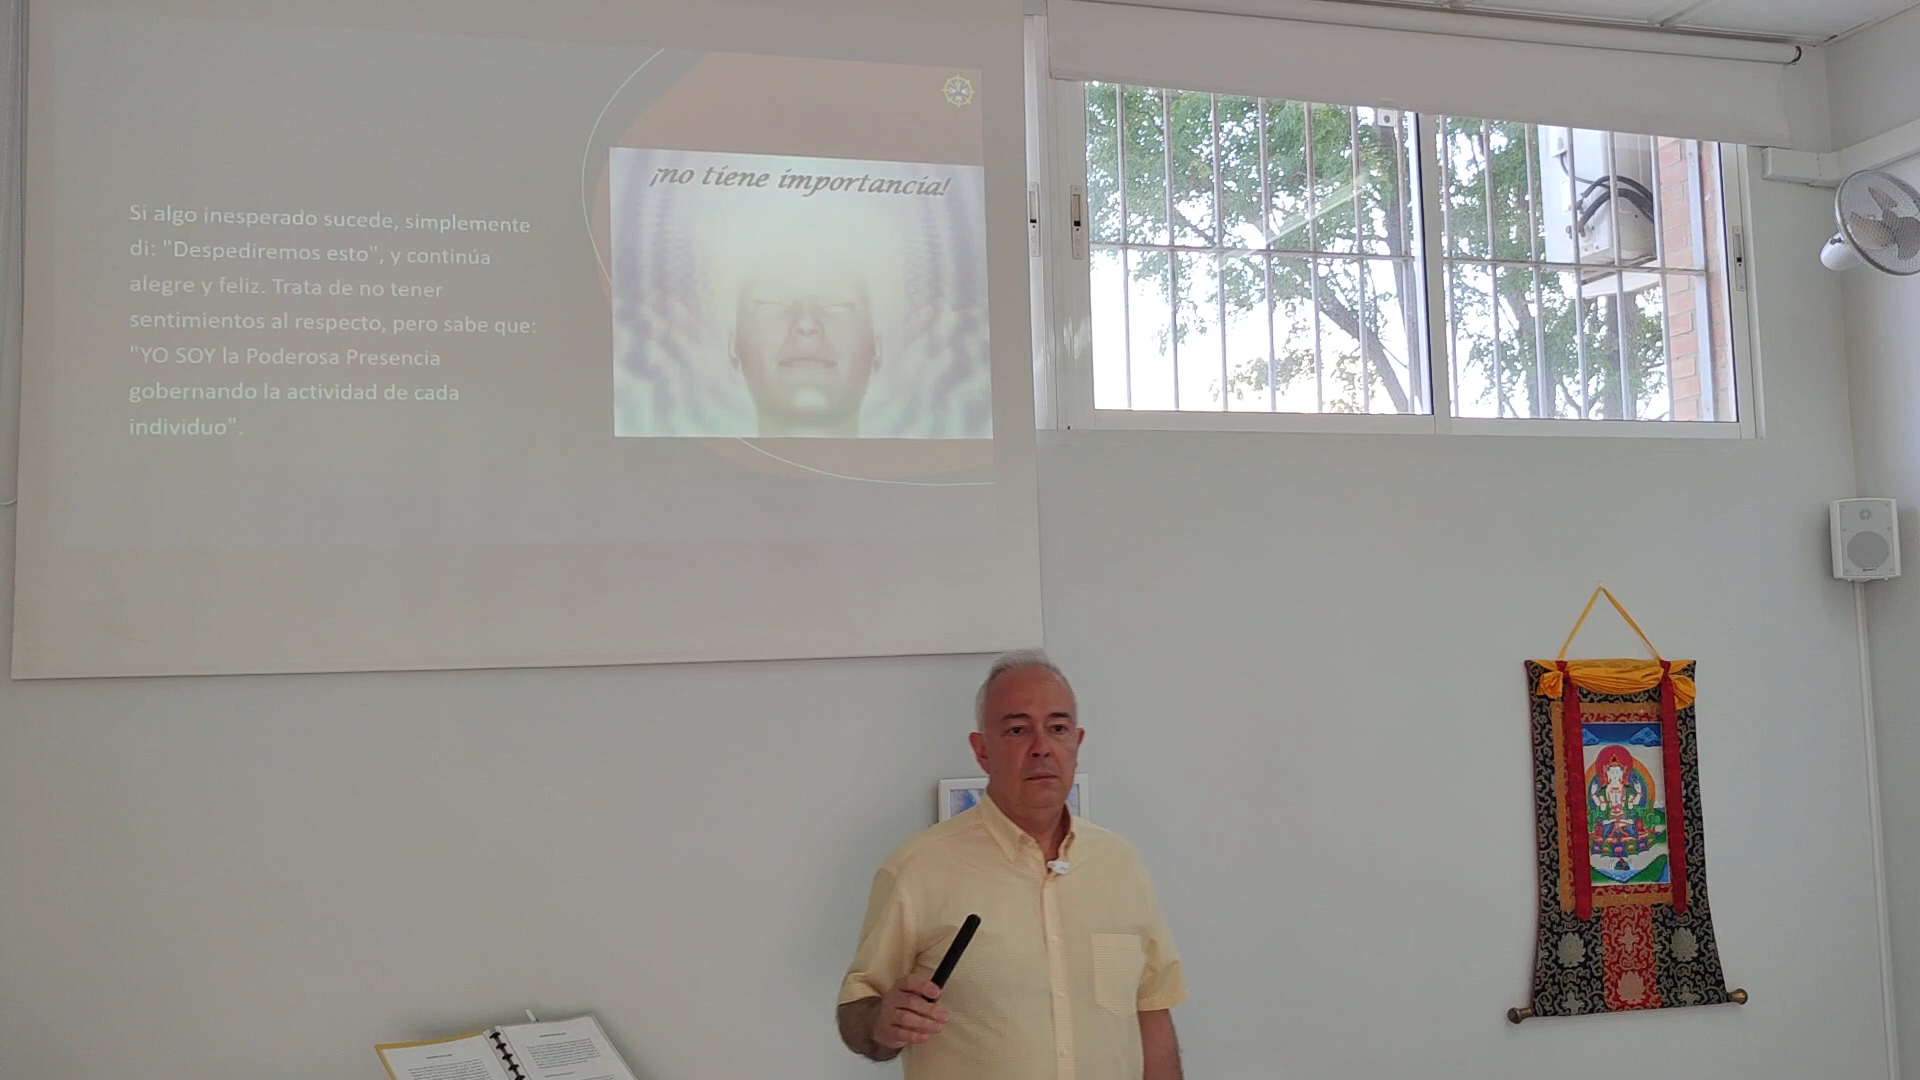 ¡no tiene importancia!
Si algo inesperado sucede, simplemente
di: "Despediremos esto", y continúa
alegre y feliz. Trata de no tener
sentimientos al respecto, pero sabe que:
"YO SOY la Poderosa Presencia
gobernando la actividad de cada
individuo".